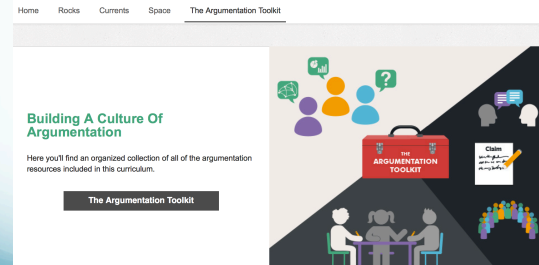 Home Rocks Currents Space The Argumentation Toolkit
Building A Culture Of
Argumentation
Here you'll find an organized collection of all of the argumentation
resources included in this curriculum.
The Argumentation Toolkit
?
THE
ARGUMENTATION
TOOLKIT
Claim